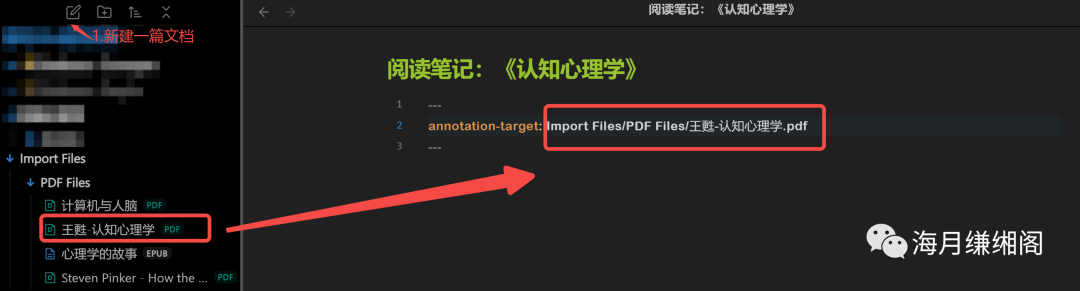 1.新建一篇文档
Import Files
PDF Files
计算机与人脑 PDF
王甦-认知心理学 PDF
心理学的故事 EPUB
Steven Pinker - How the ... PDF
阅读笔记：《认知心理学》
阅读笔记：《认知心理学》
1 ---
2 annotation-target: Import Files/PDF Files/王甦-认知心理学.pdf
3 ---
海月缣缃阁